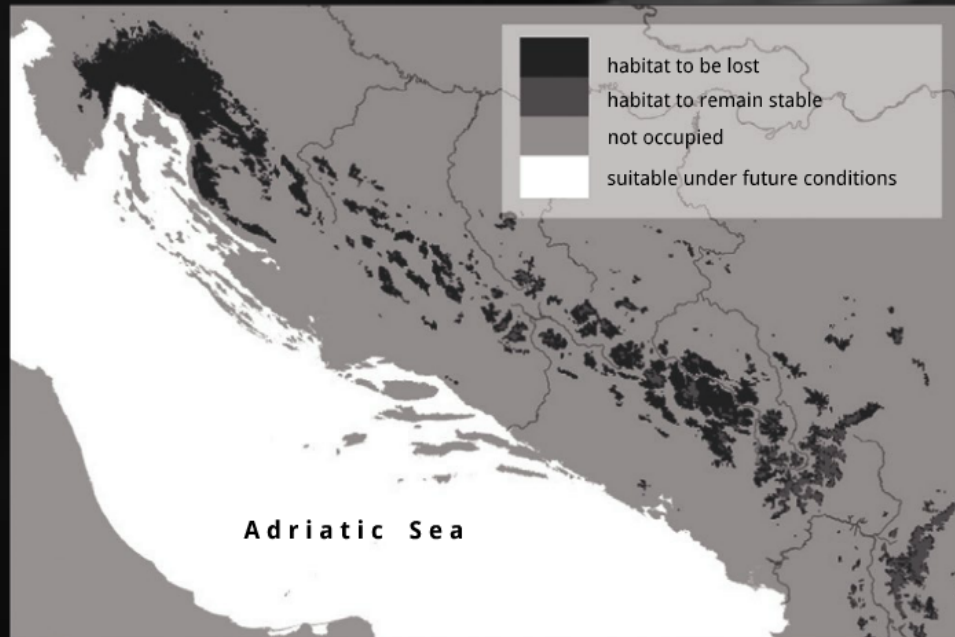 habitat to be lost
habitat to remain stable
not occupied
suitable under future conditions
Adriatic Sea